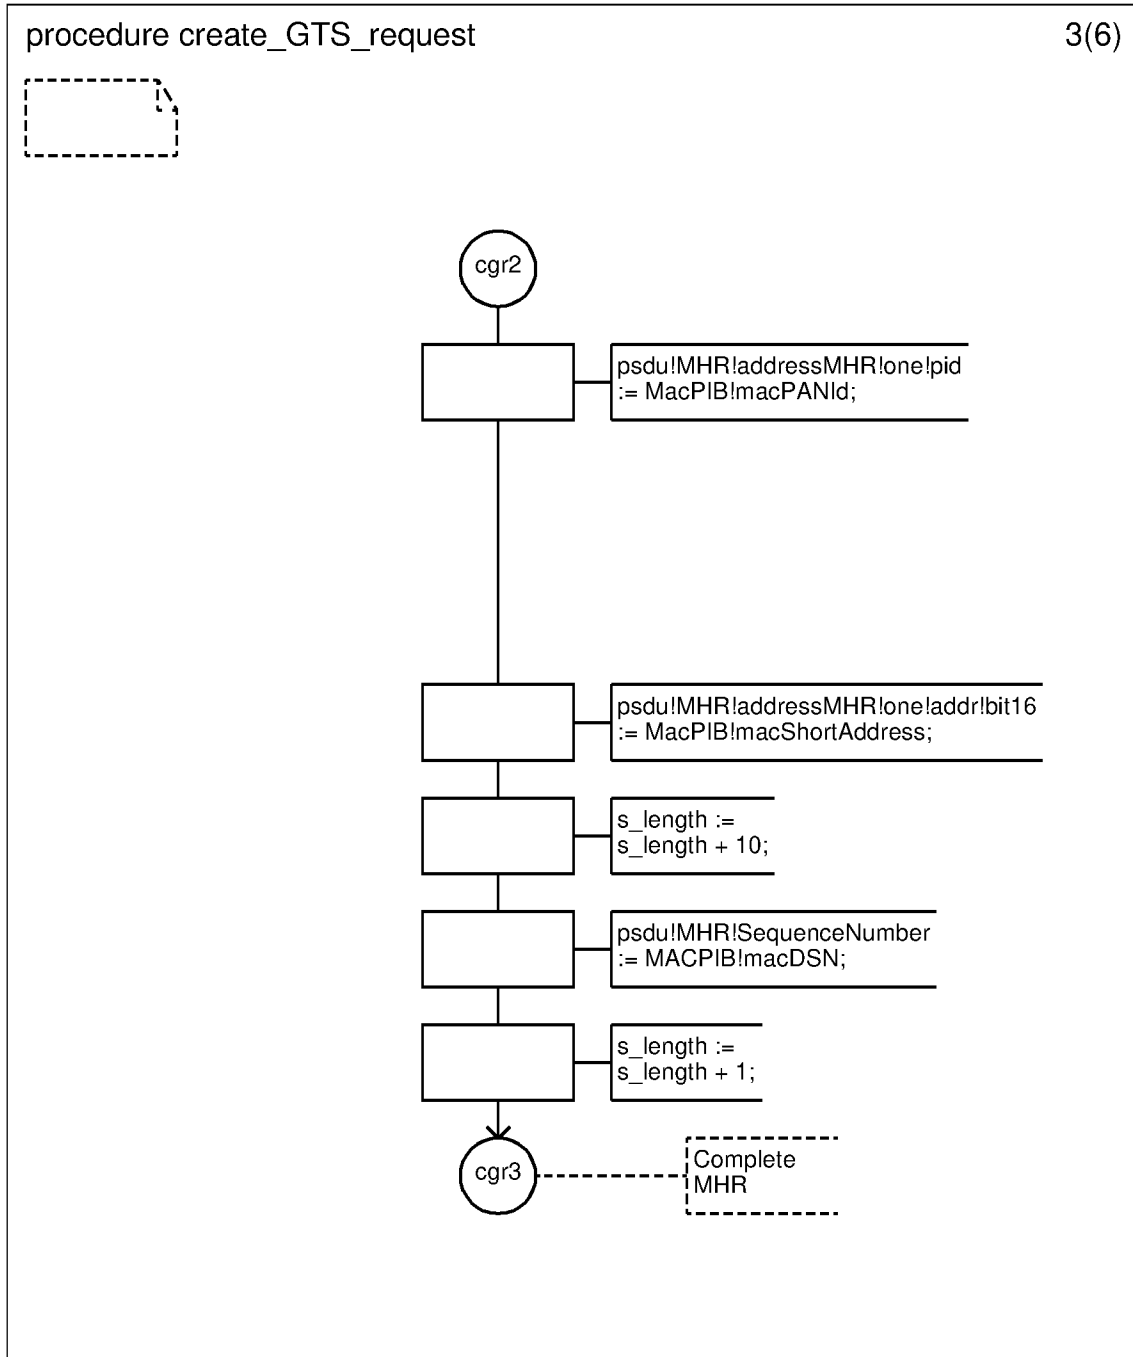 procedure create_GTS_request
3(6)
cgr2
psdu!MHR!addressMHR!one!pid
:= MacPIB!macPANId;
psdu!MHR!addressMHR!one!addr!bit16
:= MacPIB!macShortAddress;
s_length :=
s_length + 10;
psdu!MHR!SequenceNumber
:= MACPIB!macDSN;
s_length :=
s_length + 1;
cgr3
Complete
MHR